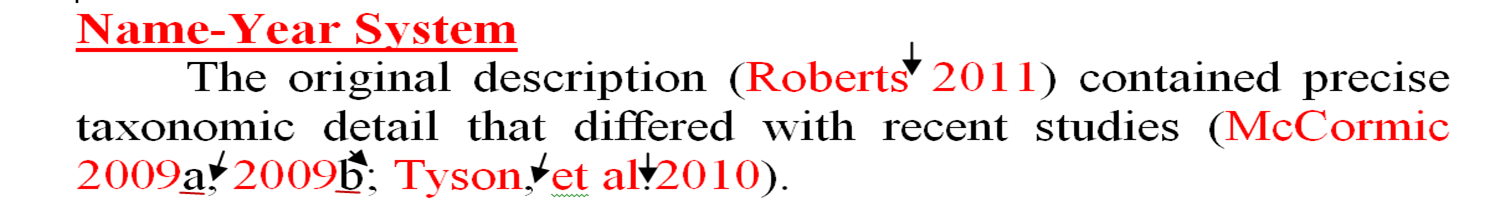 Name-Year System
The original description (Roberts 2011) contained precise
taxonomic detail that differed with recent studies (McCormic
2009a, 2009b; Tyson, et al. 2010).